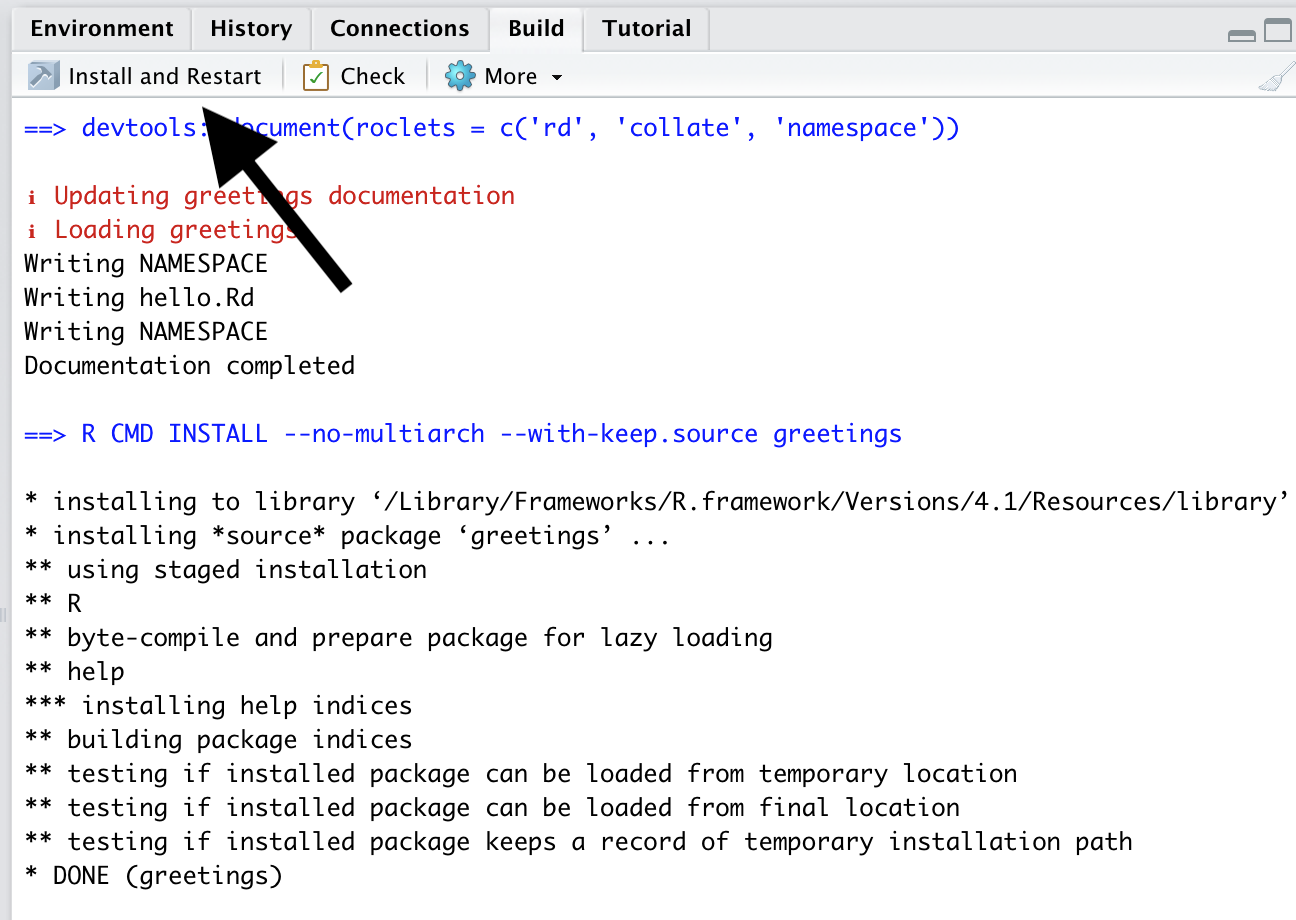 Environment History Connections Build Tutorial
Install and Restart Check More
==> devtools::document(roclets = c('rd', 'collate', 'namespace'))
i Updating greetings documentation
i Loading greetings
Writing NAMESPACE
Writing hello.Rd
Writing NAMESPACE
Documentation completed
==> R CMD INSTALL --no-multiarch --with-keep.source greetings
* installing to library ‘/Library/Frameworks/R.framework/Versions/4.1/Resources/library’
* installing *source* package ‘greetings’ ...
** using staged installation
** R
** byte-compile and prepare package for lazy loading
** help
*** installing help indices
** building package indices
** testing if installed package can be loaded from temporary location
** testing if installed package can be loaded from final location
** testing if installed package keeps a record of temporary installation path
* DONE (greetings)